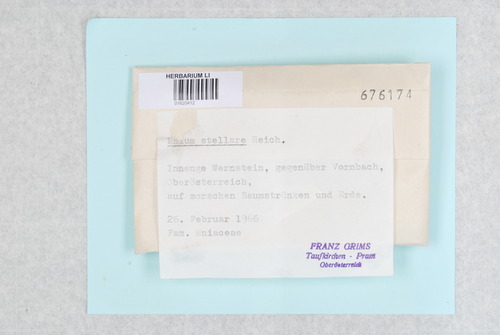 HERBARIUM LI
676174
Mnium stellare Reich.
Innenge Wernstein, gegenüber Vornbach,
Oberösterreich,
auf morschen Baumstrünken und Erde.
26. Februar 1966
Fam. Mniacene
FRANZ GRIMS
Taufkirchen - Pram
Oberösterreich